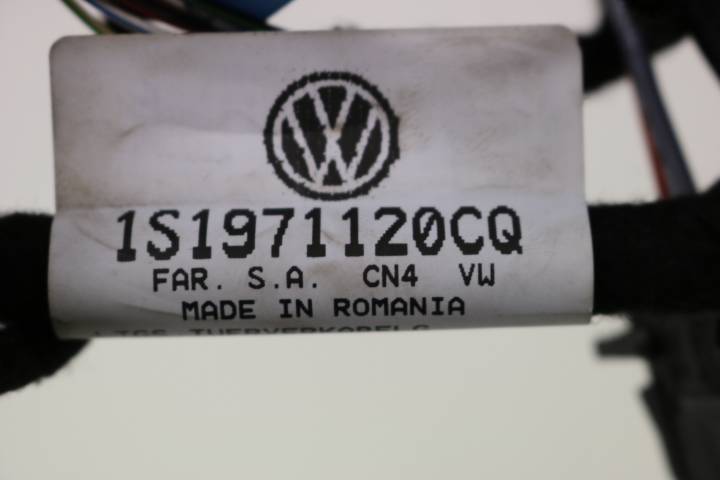 1S1971120CQ
FAR. S.A. CN4 VW
MADE IN ROMANIA